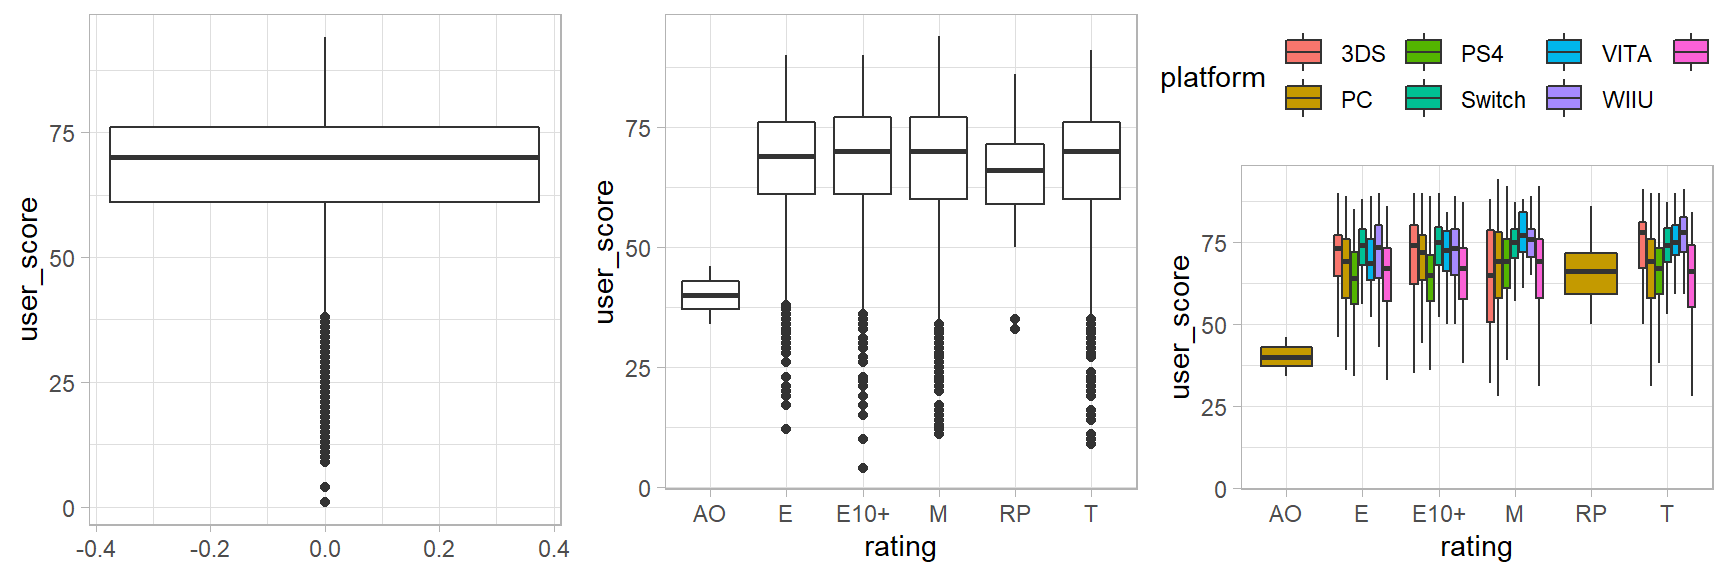 user_score
75
50
25
0
-0.4 -0.2 0.0 0.2 0.4
user_score
75
50
25
0
AO E E10+ M RP T
rating
platform
3DS PS4 VITA
PC Switch WIIU
user_score
75
50
25
0
AO E E10+ M RP T
rating